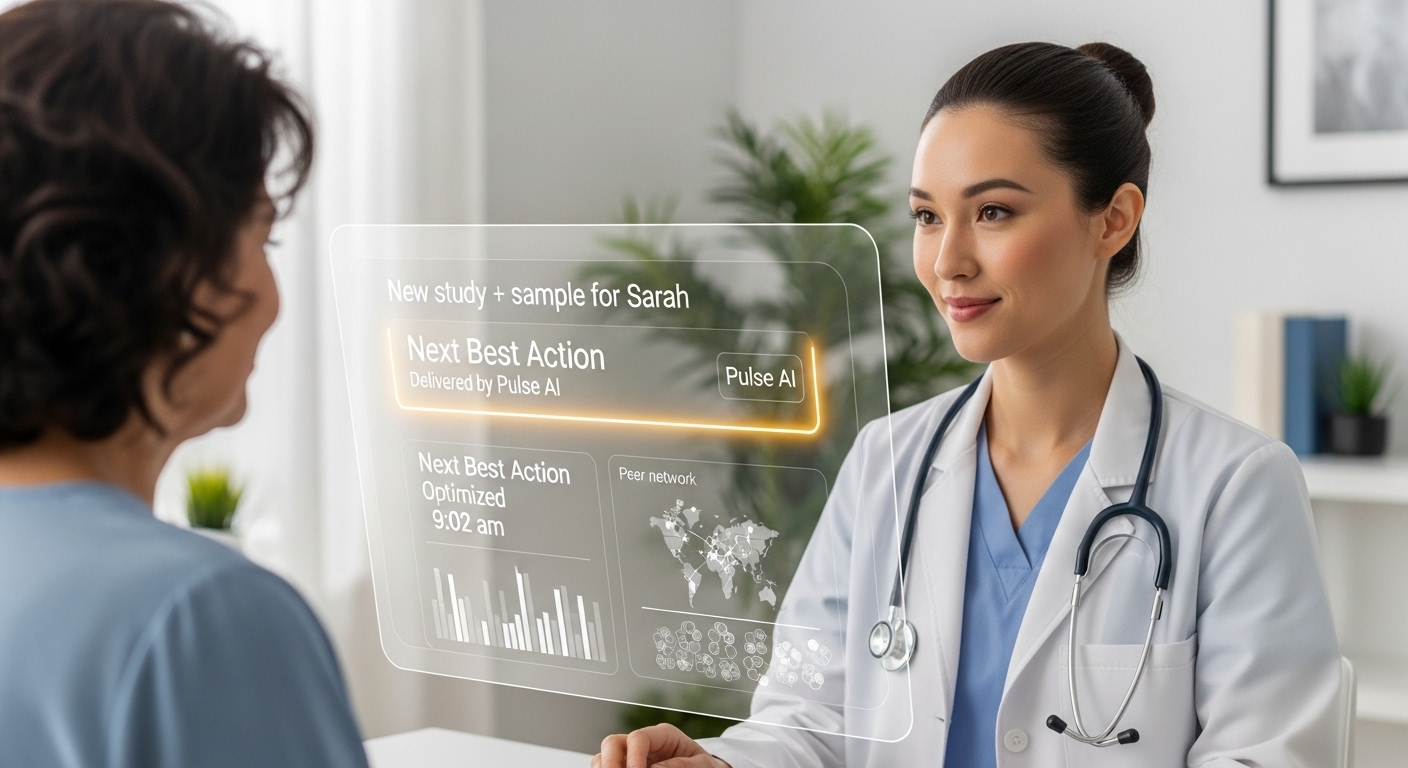 New study + sample for Sarah
Next Best Action
Delivered by Pulse AI
Pulse AI
Next Best Action
Optimized
9:02 am
Peer network